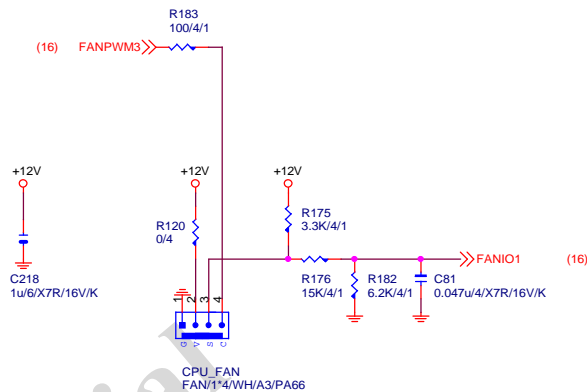 R183
100/4/1
(16) FANPWM3
+12V
+12V
+12V
R120
0/4
R175
3.3K/4/1
FANIO1 (16)
C218
1u/6/X7R/16V/K
R176
15K/4/1
R182
6.2K/4/1
C81
0.047u/4/X7R/16V/K
1 2 3 4
G V S C
CPU_FAN
FAN/1*4/WH/A3/PA66